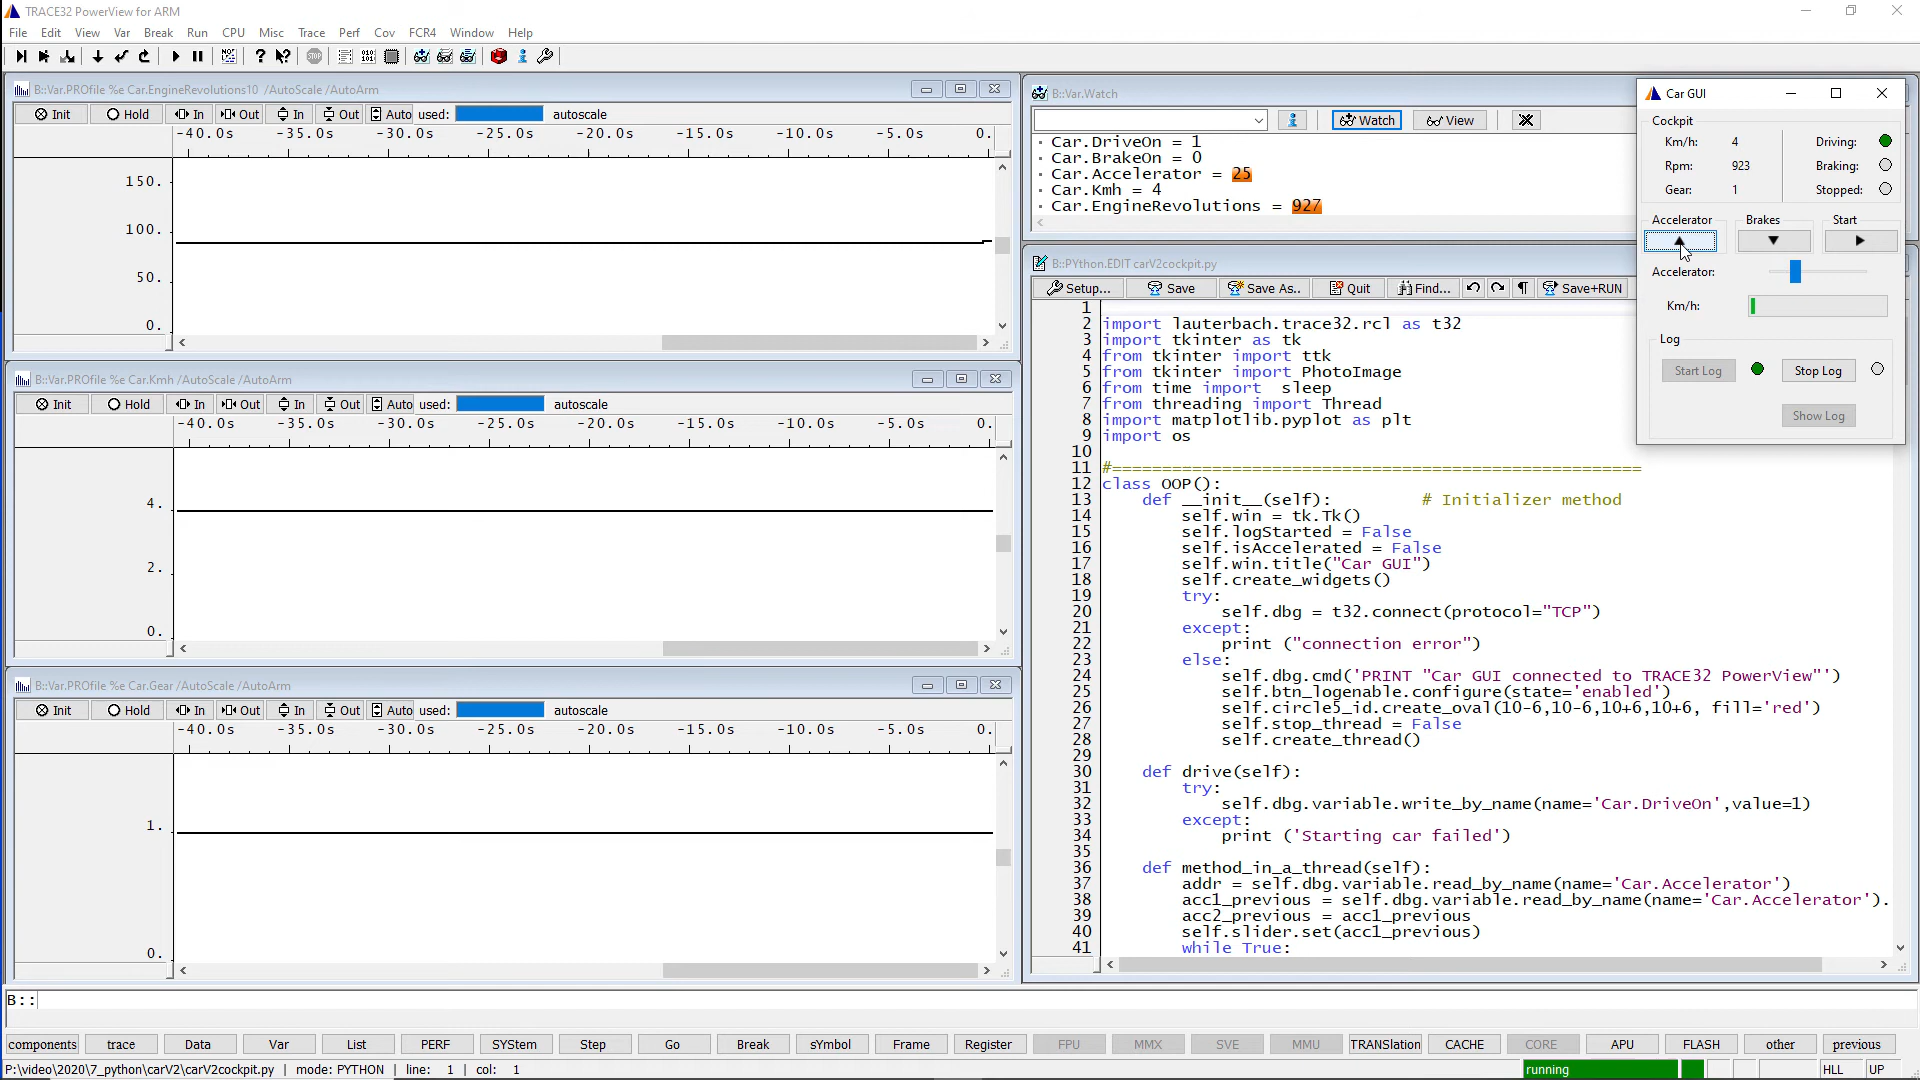 TRACE32 PowerView for ARM
File Edit View Var Break Run CPU Misc Trace Perf Cov FCR4 Window Help
B::Var.PROfile %e Car.EngineRevolutions10 /AutoScale /AutoArm
Init Hold In Out In Out Auto used: autoscale
-40.0s -35.0s -30.0s -25.0s -20.0s -15.0s -10.0s -5.0s 0.
150.
100.
50.
0.
B::Var.PROfile %e Car.Kmh /AutoScale /AutoArm
Init Hold In Out In Out Auto used: autoscale
-40.0s -35.0s -30.0s -25.0s -20.0s -15.0s -10.0s -5.0s 0.
4.
2.
0.
B::Var.PROfile %e Car.Gear /AutoScale /AutoArm
Init Hold In Out In Out Auto used: autoscale
-40.0s -35.0s -30.0s -25.0s -20.0s -15.0s -10.0s -5.0s 0.
1.
0.
B::Var.Watch
Watch View
Car.DriveOn = 1
Car.BrakeOn = 0
Car.Accelerator = 25
Car.Kmh = 4
Car.EngineRevolutions = 927
B::PYthon.EDIT carV2cockpit.py
Setup... Save Save As.. Quit Find... Save+RUN
1
2 import lauterbach.trace32.rcl as t32
3 import tkinter as tk
4 from tkinter import ttk
5 from tkinter import PhotoImage
6 from time import  sleep
7 from threading import Thread
8 import matplotlib.pyplot as plt
9 import os
10
11 #=====================================================
12 class OOP():
13 def __init__(self): # Initializer method
14 self.win = tk.Tk()
15 self.logStarted = False
16 self.isAccelerated = False
17 self.win.title("Car GUI")
18 self.create_widgets()
19 try:
20 self.dbg = t32.connect(protocol="TCP")
21 except:
22 print ("connection error")
23 else:
24 self.dbg.cmd('PRINT "Car GUI connected to TRACE32 PowerView"')
25 self.btn_logenable.configure(state='enabled')
26 self.circle5_id.create_oval(10-6,10-6,10+6,10+6, fill='red')
27 self.stop_thread = False
28 self.create_thread()
29
30 def drive(self):
31 try:
32 self.dbg.variable.write_by_name(name='Car.DriveOn',value=1)
33 except:
34 print ('Starting car failed')
35
36 def method_in_a_thread(self):
37 addr = self.dbg.variable.read_by_name(name='Car.Accelerator')
38 acc1_previous = self.dbg.variable.read_by_name(name='Car.Accelerator').
39 acc2_previous = acc1_previous
40 self.slider.set(acc1_previous)
41 while True:
Car GUI
Cockpit
Km/h: 4 Driving:
Rpm: 923 Braking:
Gear: 1 Stopped:
Accelerator Brakes Start
Accelerator:
Km/h:
Log
Start Log Stop Log
Show Log
B::
components trace Data Var List PERF SYStem Step Go Break sYmbol Frame Register FPU MMX SVE MMU TRANSlation CACHE CORE APU FLASH other previous
P:\video\2020\7_python\carV2\carV2cockpit.py | mode: PYTHON | line: 1 | col: 1 running HLL UP